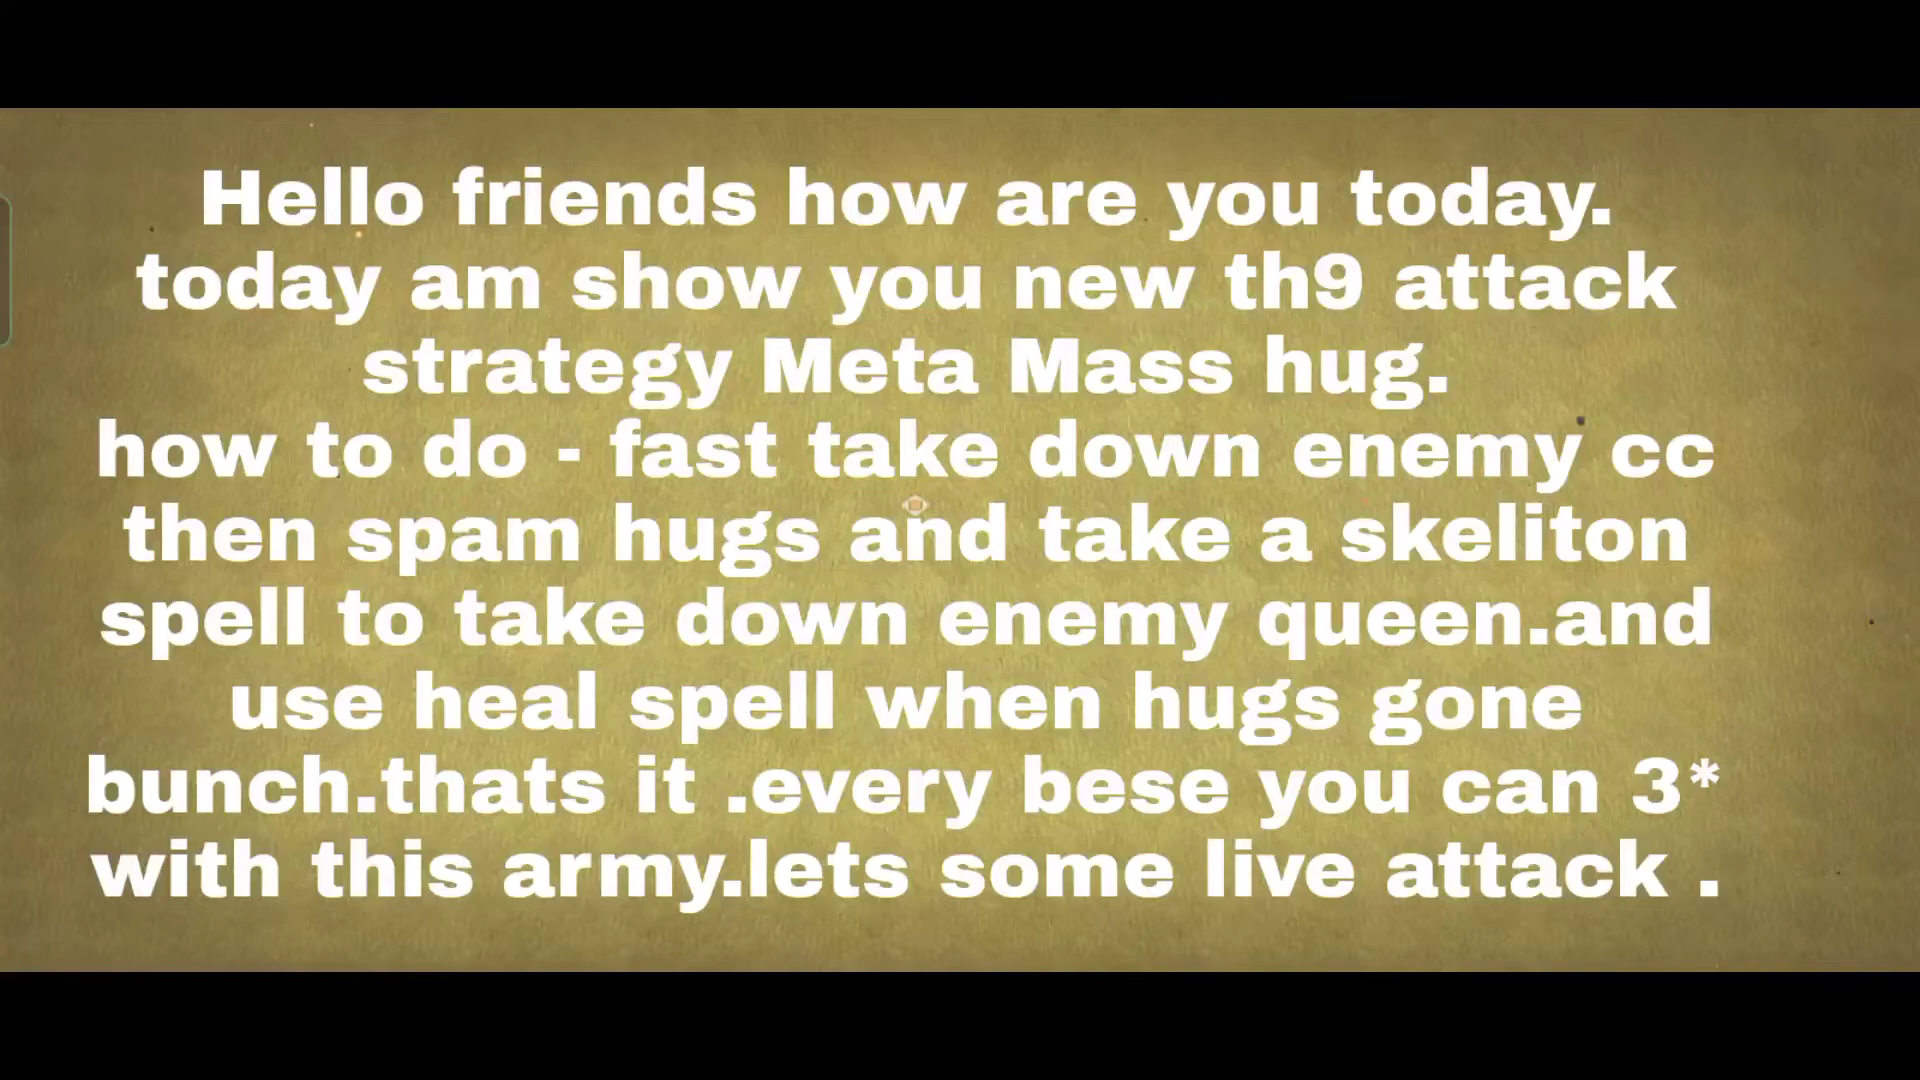 Hello friends how are you today.
today am show you new th9 attack
strategy Meta Mass hug.
how to do - fast take down enemy cc
then spam hugs and take a skeliton
spell to take down enemy queen.and
use heal spell when hugs gone
bunch.thats it .every bese you can 3*
with this army.lets some live attack .